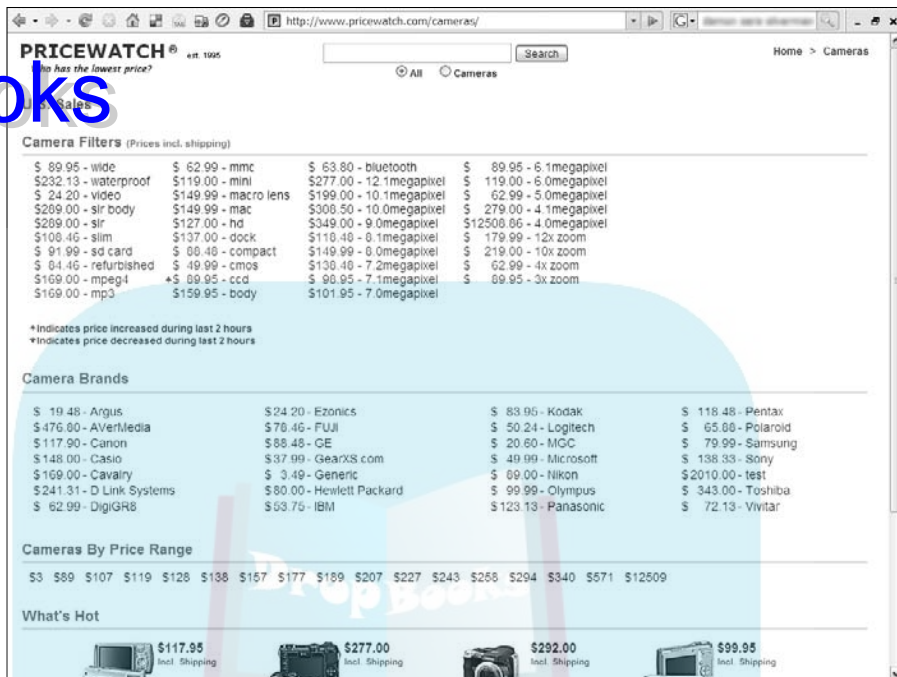 http://www.pricewatch.com/cameras/
PRICEWATCH® est. 1995
Who has the lowest price?
Search
All Cameras
Home > Cameras
oks
U.S. Sales
Camera Filters (Prices incl. shipping)
$ 89.95 - wide $ 62.99 - mmc $ 63.80 - bluetooth $ 89.95 - 6.1megapixel
$232.13 - waterproof $119.00 - mini $277.00 - 12.1megapixel $ 119.00 - 6.0megapixel
$ 24.20 - video $149.99 - macro lens $199.00 - 10.1megapixel $ 62.99 - 5.0megapixel
$289.00 - slr body $149.99 - mac $308.50 - 10.0megapixel $ 279.00 - 4.1megapixel
$289.00 - slr $127.00 - hd $349.00 - 9.0megapixel $12508.86 - 4.0megapixel
$108.46 - slim $137.00 - dock $118.48 - 8.1megapixel $ 179.99 - 12x zoom
$ 91.99 - sd card $ 88.48 - compact $149.99 - 8.0megapixel $ 219.00 - 10x zoom
$ 84.46 - refurbished $ 49.99 - cmos $138.48 - 7.2megapixel $ 62.99 - 4x zoom
$169.00 - mpeg4 +$ 89.95 - ccd $ 98.95 - 7.1megapixel $ 89.95 - 3x zoom
$169.00 - mp3 $159.95 - body $101.95 - 7.0megapixel
+Indicates price increased during last 2 hours
▾Indicates price decreased during last 2 hours
Camera Brands
$ 19.48 - Argus $24.20 - Ezonics $ 83.95 - Kodak $ 118.48 - Pentax
$476.80 - AVerMedia $78.46 - FUJI $ 50.24 - Logitech $ 65.88 - Polaroid
$117.90 - Canon $88.48 - GE $ 20.60 - MGC $ 79.99 - Samsung
$148.00 - Casio $37.99 - GearXS.com $ 49.99 - Microsoft $ 138.33 - Sony
$169.00 - Cavalry $ 3.49 - Generic $ 89.00 - Nikon $2010.00 - test
$241.31 - D Link Systems $80.00 - Hewlett Packard $ 99.99 - Olympus $ 343.00 - Toshiba
$ 62.99 - DigiGR8 $53.75 - IBM $123.13 - Panasonic $ 72.13 - Vivitar
Cameras By Price Range
$3 $89 $107 $119 $128 $138 $157 $177 $189 $207 $227 $243 $258 $294 $340 $571 $12509
DropBooks
What's Hot
$117.95 $277.00 $292.00 $99.95
Incl. Shipping Incl. Shipping Incl. Shipping Incl. Shipping